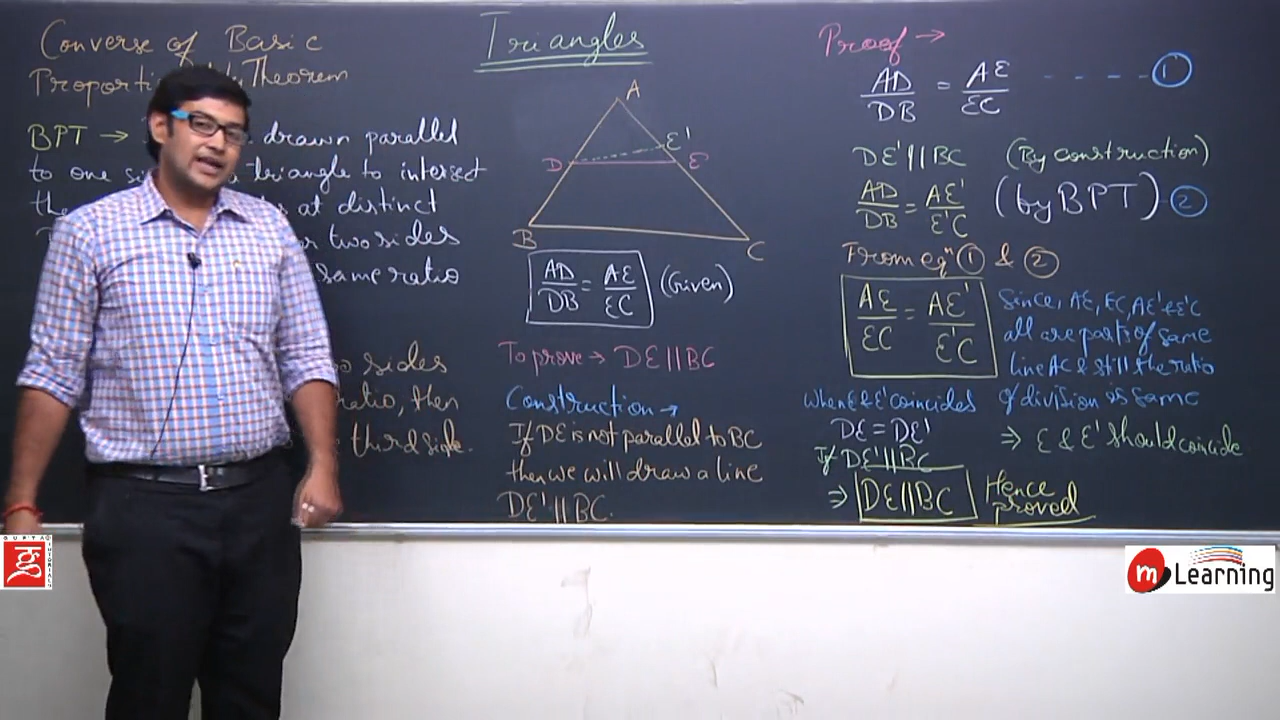 Converse of Basic
Theorem
BPT → drawn parallel
to one triangle to intersect
the at distinct
two sides
same ratio
sides
ratio, then
third side.
Triangles
A
D
E'
E
B
C
AD/DB = AE/EC (Given)
To prove → DE||BC
Construction →
If DE is not parallel to BC
then we will draw a line
DE'||BC.
Proof →
AD/DB = AE/EC - - - - - ①
DE'||BC (By construction)
AD/DB = AE'/E'C (by BPT) - ②
From eqⁿ ① & ②
AE/EC = AE'/E'C
Since, AE, EC, AE' & E'C
all are parts of same
line AC & still the ratio
of division is same
⇒ E & E' should coincide
when E & E' coincides
DE = DE'
If DE'||BC
⇒ DE||BC Hence
proved
GUPTA TUTORIALS
m Learning